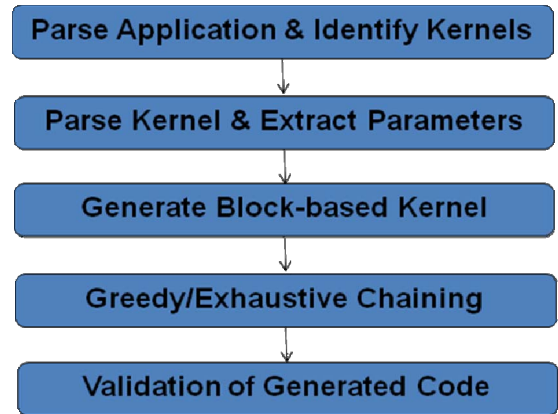 Parse Application & Identify Kernels
Parse Kernel & Extract Parameters
Generate Block-based Kernel
Greedy/Exhaustive Chaining
Validation of Generated Code